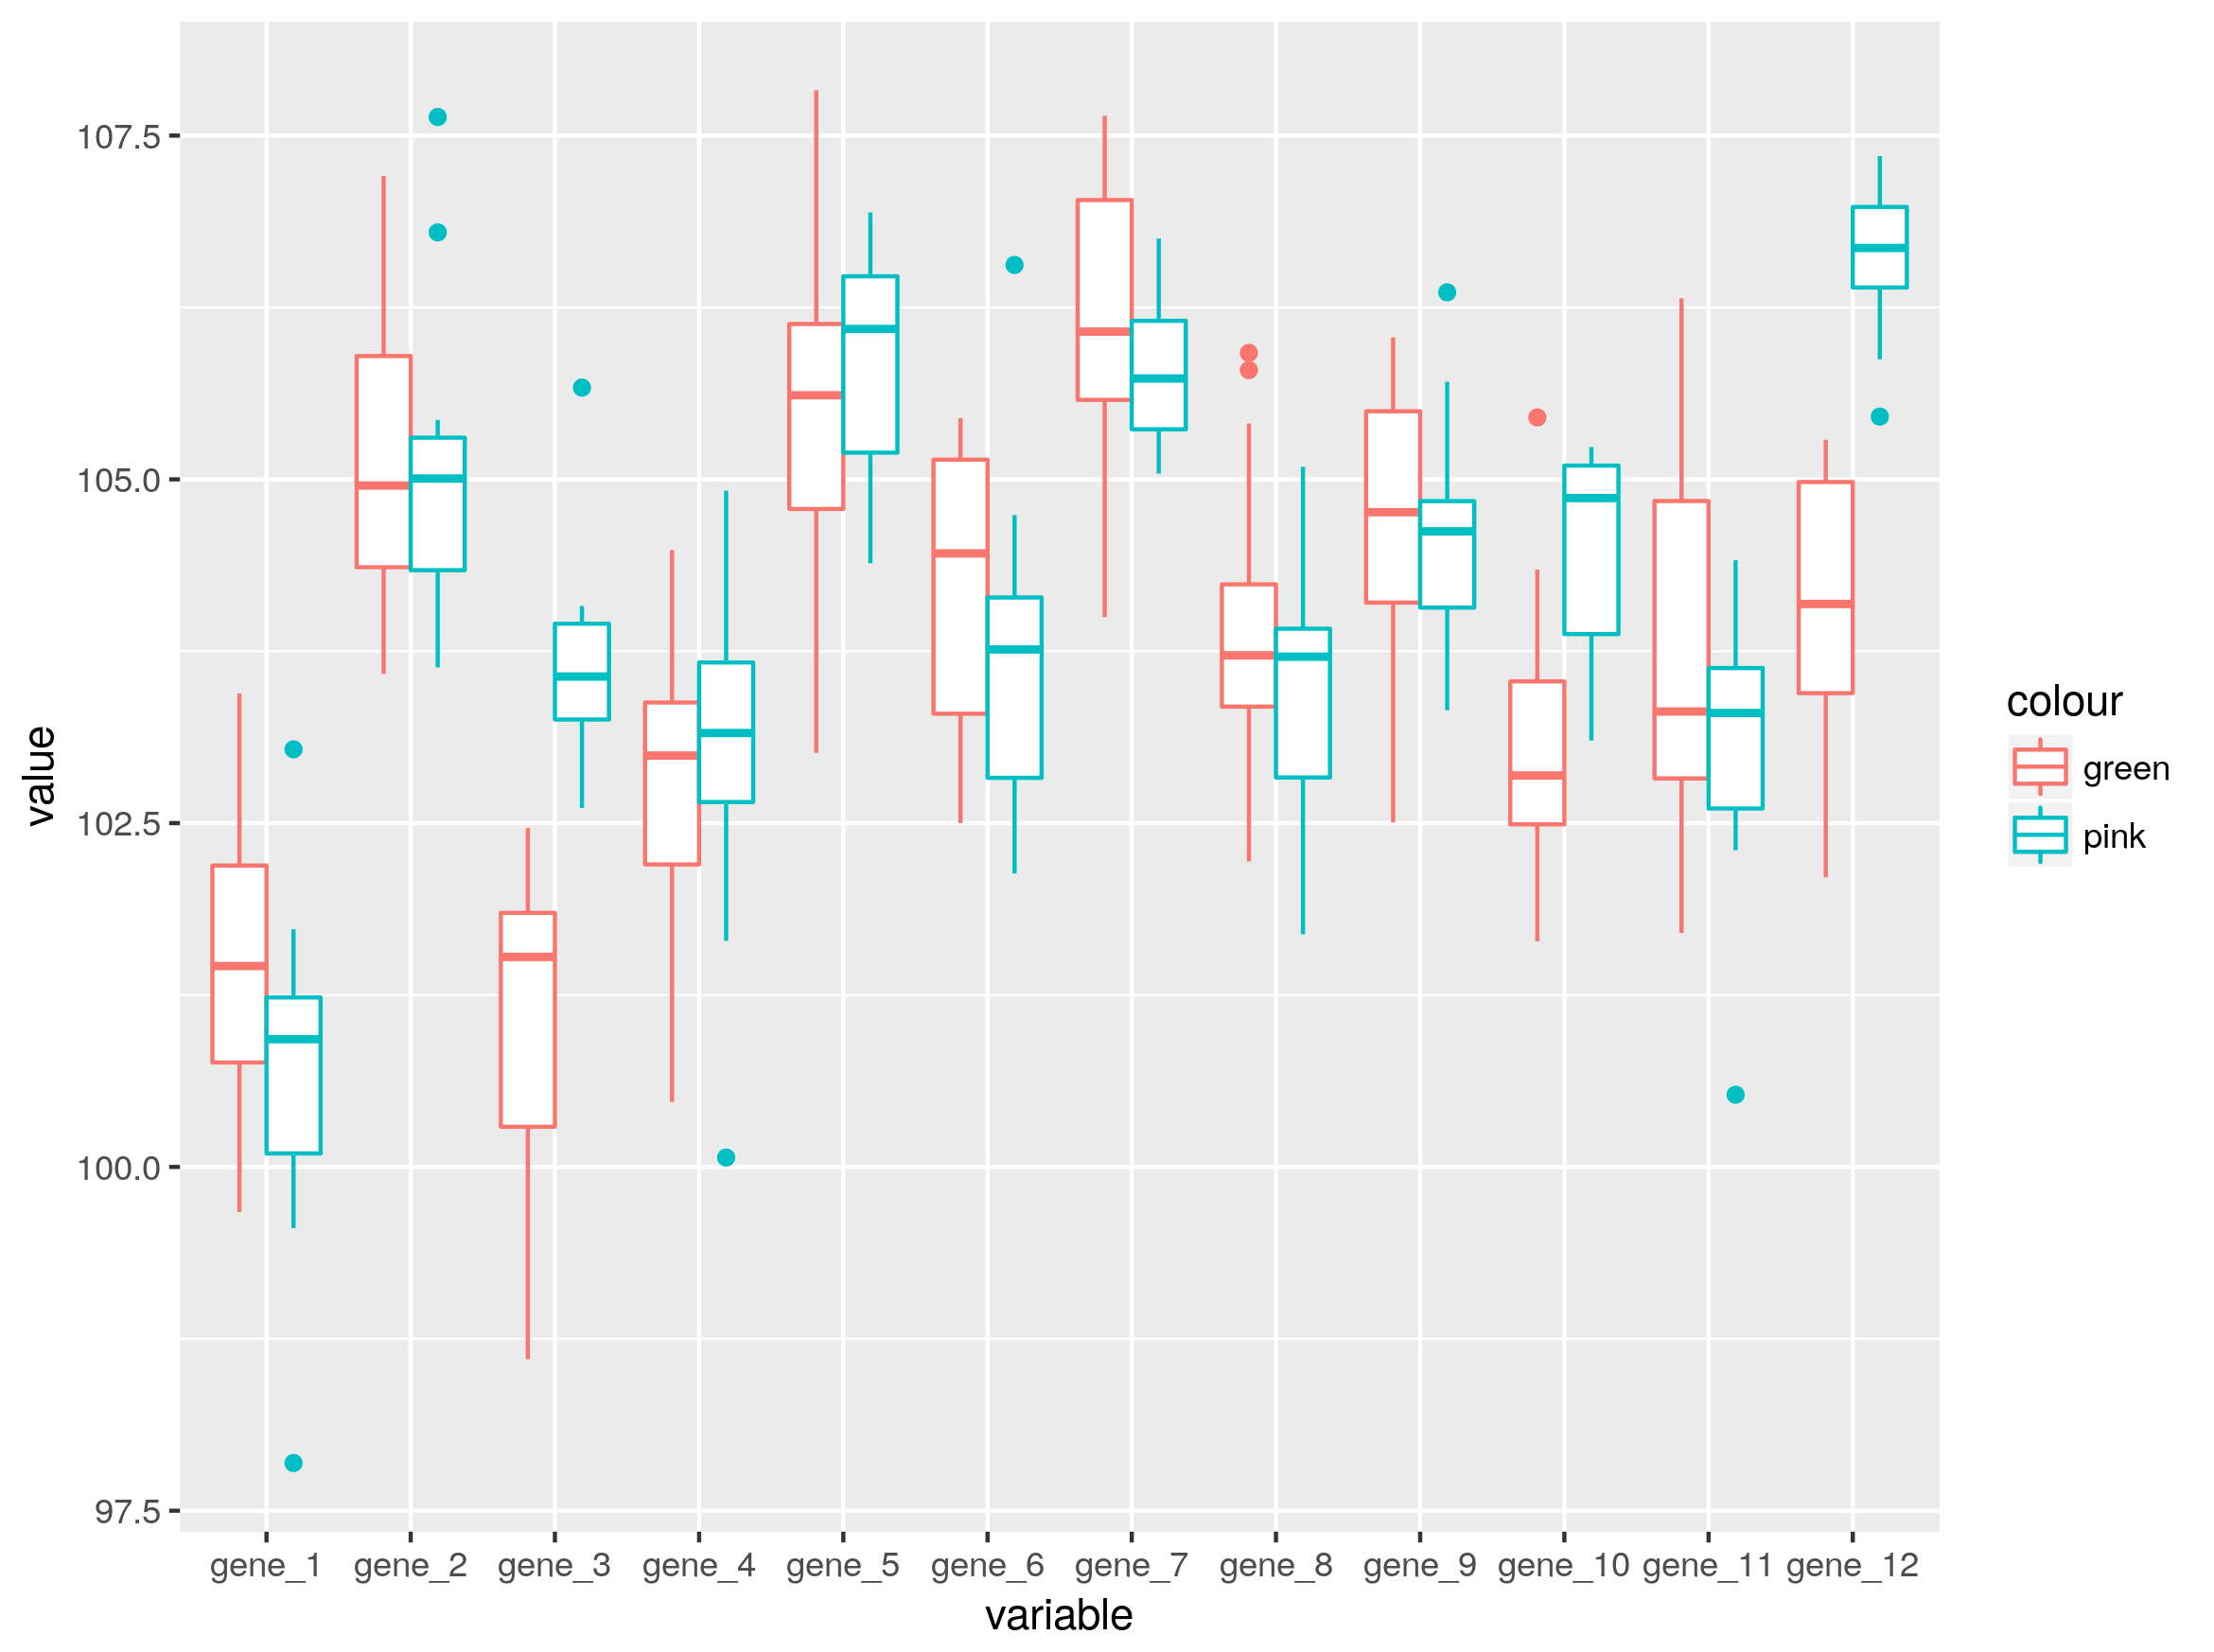 107.5
105.0
102.5
100.0
97.5
value
gene_1 gene_2 gene_3 gene_4 gene_5 gene_6 gene_7 gene_8 gene_9 gene_10 gene_11 gene_12
variable
colour
green
pink